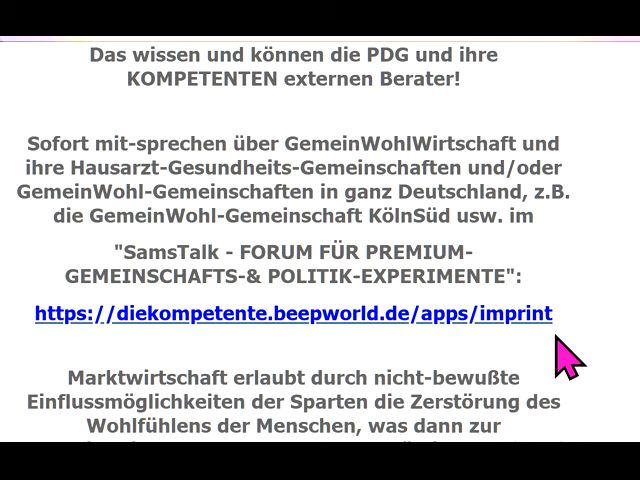 Das wissen und können die PDG und ihre
KOMPETENTEN externen Berater!
Sofort mit-sprechen über GemeinWohlWirtschaft und
ihre Hausarzt-Gesundheits-Gemeinschaften und/oder
GemeinWohl-Gemeinschaften in ganz Deutschland, z.B.
die GemeinWohl-Gemeinschaft KölnSüd usw. im
"SamsTalk - FORUM FÜR PREMIUM-
GEMEINSCHAFTS-& POLITIK-EXPERIMENTE":
https://diekompetente.beepworld.de/apps/imprint
Marktwirtschaft erlaubt durch nicht-bewußte
Einflussmöglichkeiten der Sparten die Zerstörung des
Wohlfühlens der Menschen, was dann zur